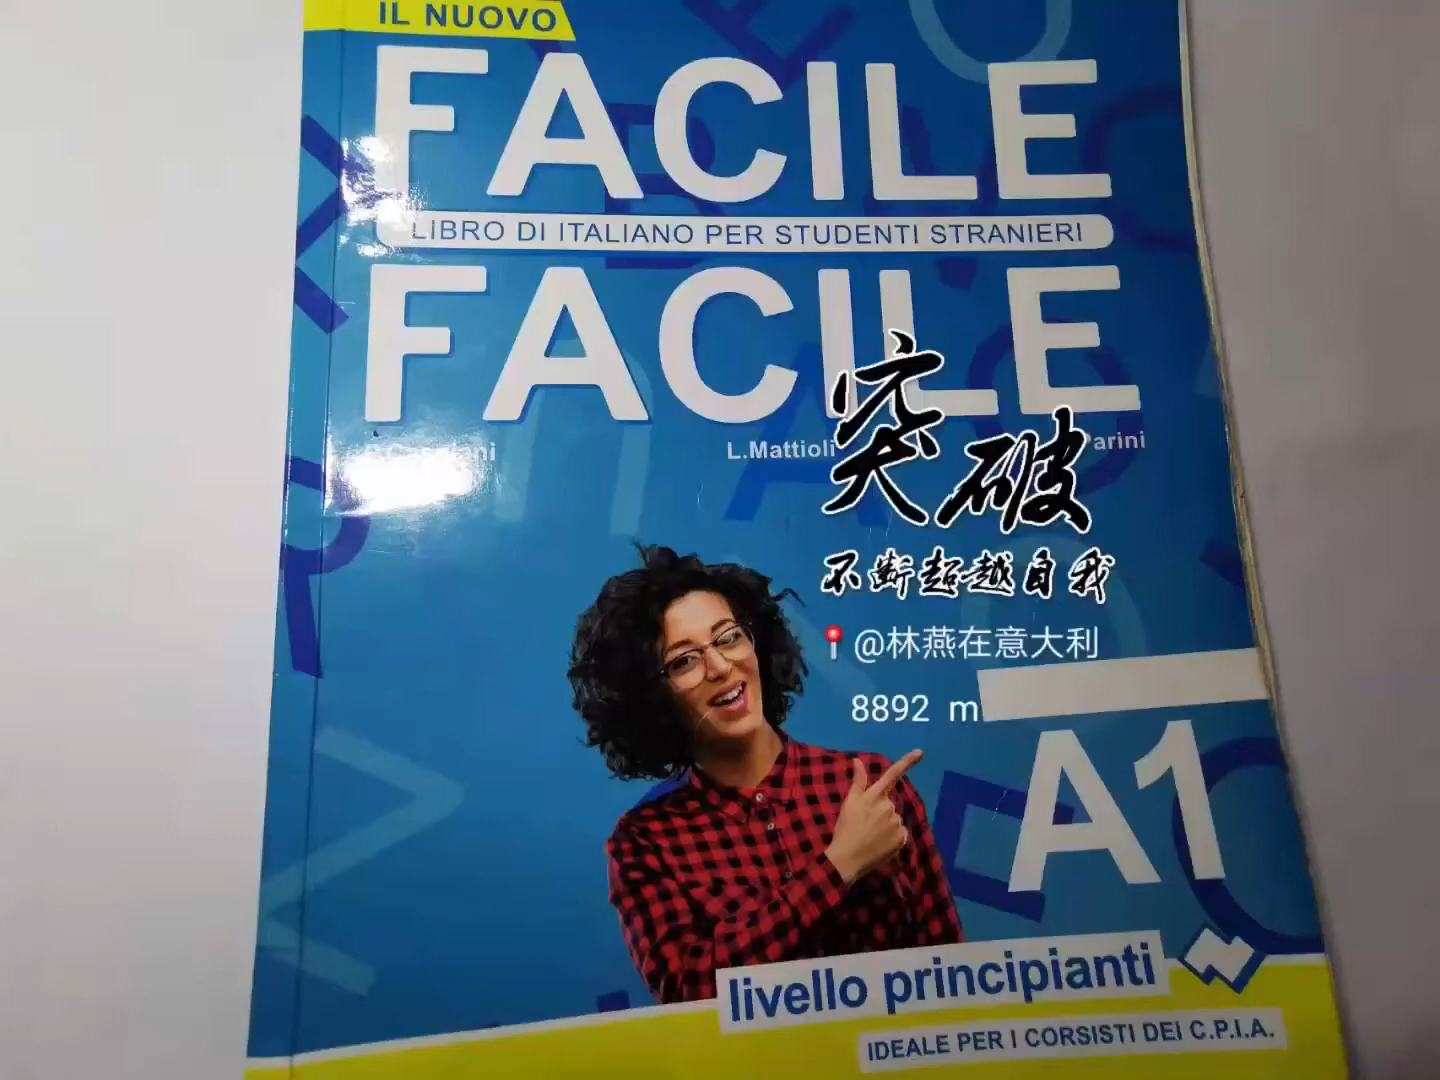 IL NUOVO
FACILE
LIBRO DI ITALIANO PER STUDENTI STRANIERI
FACILE
L.Mattioli
Parini
突破
不断超越自我
📍@林燕在意大利
8892 m
A1
livello principianti
IDEALE PER I CORSISTI DEI C.P.I.A.